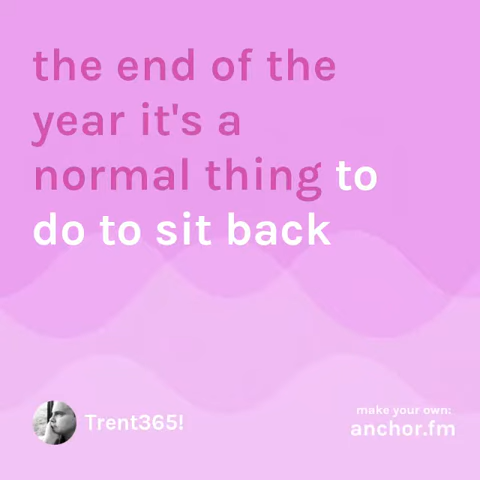 the end of the
year it's a
normal thing to
do to sit back
Trent365!
make your own:
anchor.fm